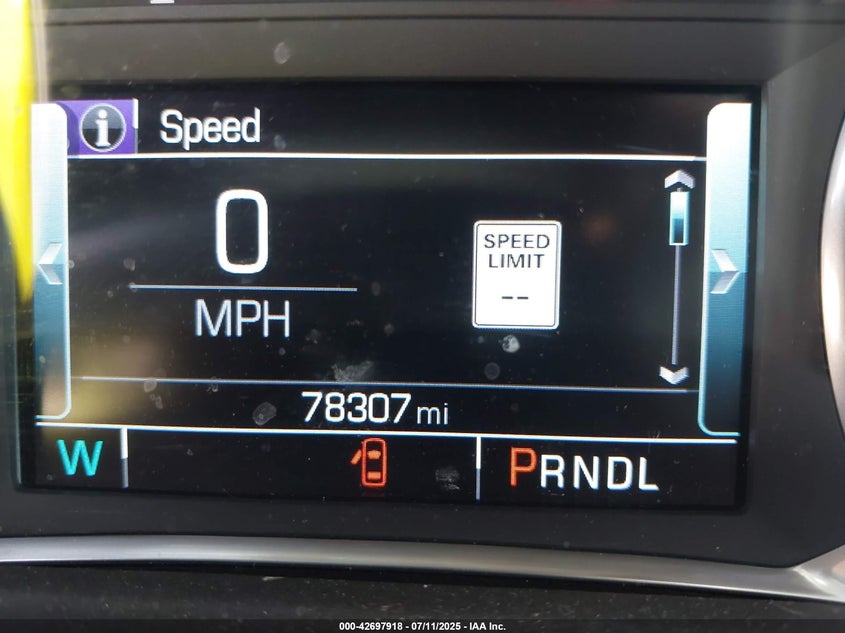 i Speed
0
MPH
SPEED
LIMIT
--
78307 mi
W PRNDL
000-42697918 - 07/11/2025 - IAA Inc.